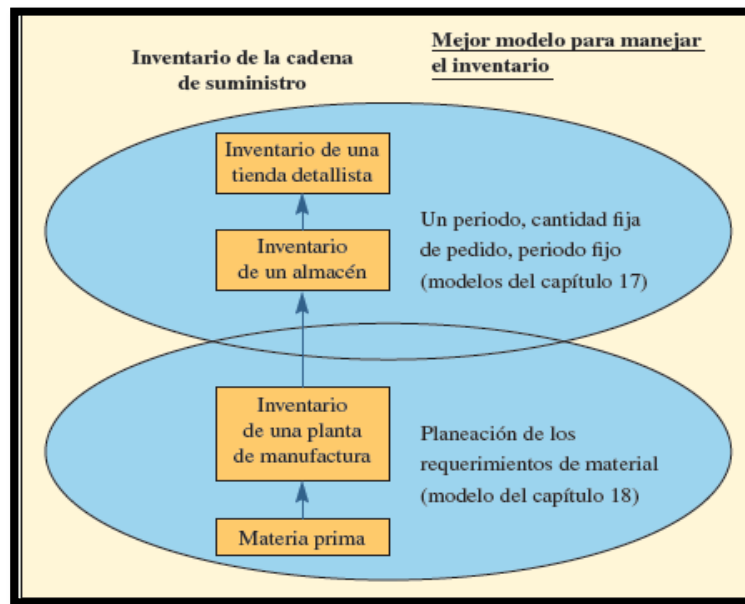 Inventario de la cadena
de suministro
Mejor modelo para manejar
el inventario
Inventario de una
tienda detallista
Inventario
de un almacén
Un periodo, cantidad fija
de pedido, periodo fijo
(modelos del capítulo 17)
Inventario
de una planta
de manufactura
Planeación de los
requerimientos de material
(modelo del capítulo 18)
Materia prima